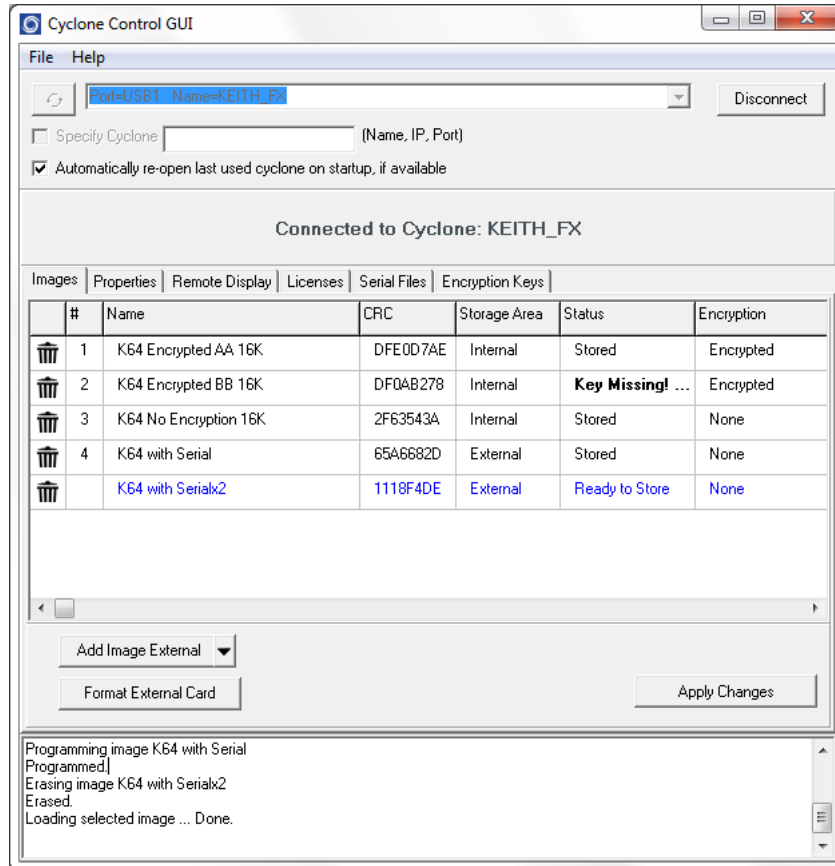 Cyclone Control GUI
File Help
Port=USB1 Name=KEITH_FX
Disconnect
Specify Cyclone (Name, IP, Port)
Automatically re-open last used cyclone on startup, if available
Connected to Cyclone: KEITH_FX
Images Properties Remote Display Licenses Serial Files Encryption Keys
# Name CRC Storage Area Status Encryption
1 K64 Encrypted AA 16K DFE0D7AE Internal Stored Encrypted
2 K64 Encrypted BB 16K DF0AB278 Internal Key Missing! ... Encrypted
3 K64 No Encryption 16K 2F63543A Internal Stored None
4 K64 with Serial 65A6682D External Stored None
K64 with Serialx2 1118F4DE External Ready to Store None
Add Image External
Format External Card
Apply Changes
Programming image K64 with Serial
Programmed.
Erasing image K64 with Serialx2
Erased.
Loading selected image ... Done.